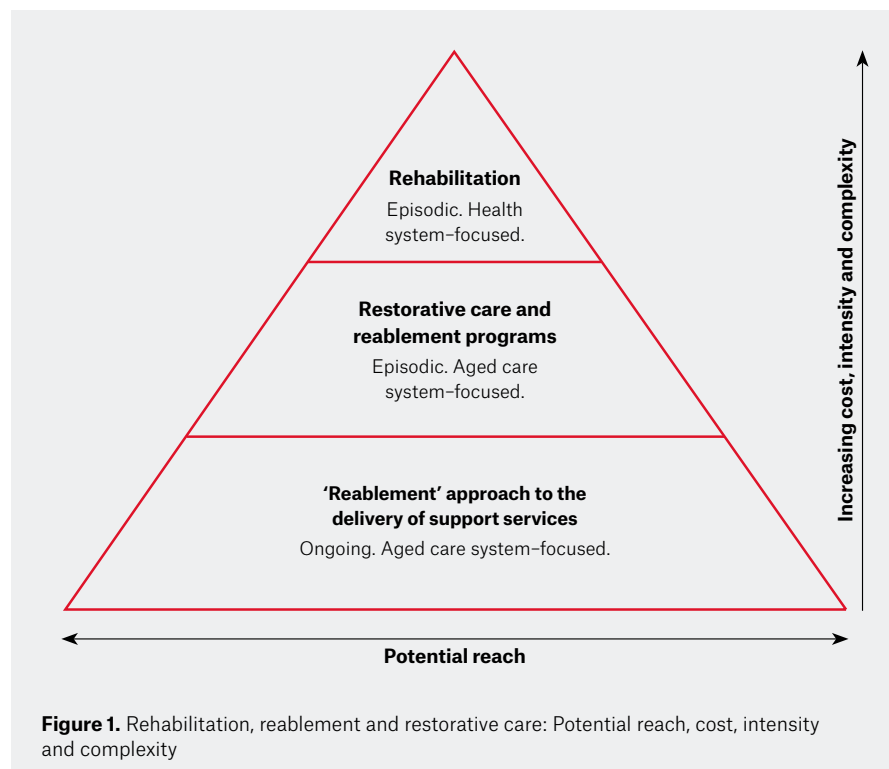 Rehabilitation
Episodic. Health
system–focused.
Restorative care and
reablement programs
Episodic. Aged care
system–focused.
‘Reablement’ approach to the
delivery of support services
Ongoing. Aged care system–focused.
Increasing cost, intensity and complexity
Potential reach
Figure 1. Rehabilitation, reablement and restorative care: Potential reach, cost, intensity
and complexity